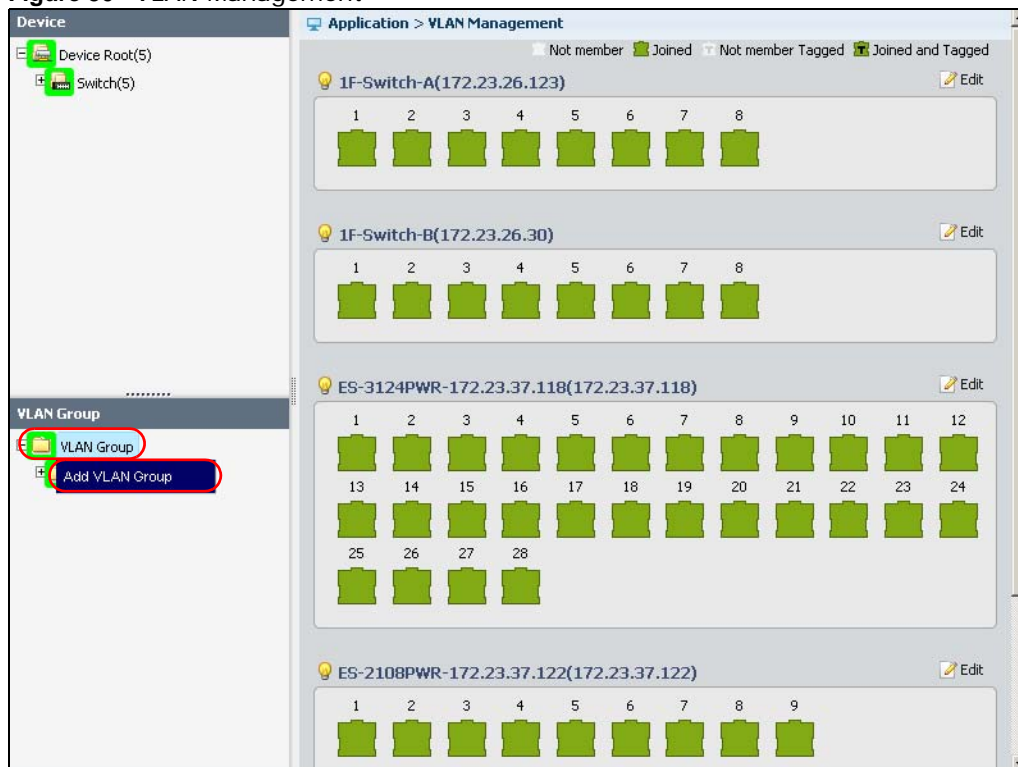 Device
Device Root(5)
Switch(5)
VLAN Group
VLAN Group
Add VLAN Group
Application > VLAN Management
Not member Joined T Not member Tagged T Joined and Tagged
1F-Switch-A(172.23.26.123) Edit
1 2 3 4 5 6 7 8
1F-Switch-B(172.23.26.30) Edit
1 2 3 4 5 6 7 8
ES-3124PWR-172.23.37.118(172.23.37.118) Edit
1 2 3 4 5 6 7 8 9 10 11 12
13 14 15 16 17 18 19 20 21 22 23 24
25 26 27 28
ES-2108PWR-172.23.37.122(172.23.37.122) Edit
1 2 3 4 5 6 7 8 9